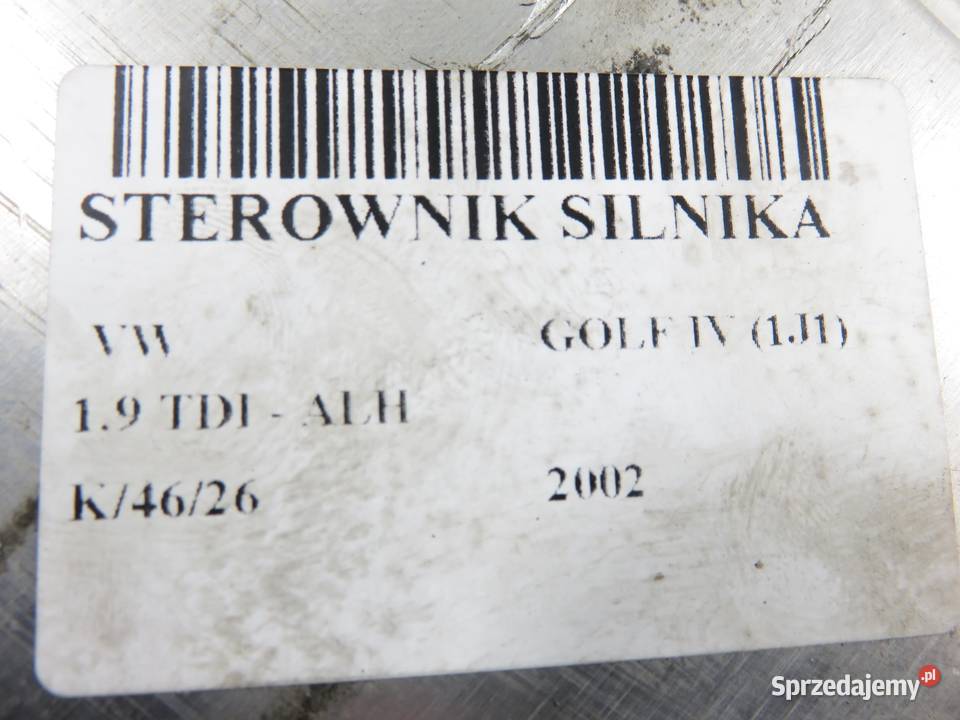 STEROWNIK SILNIKA
VW GOLF IV (1J1)
1.9 TDI - ALH
K/46/26 2002
Sprzedajemy.pl